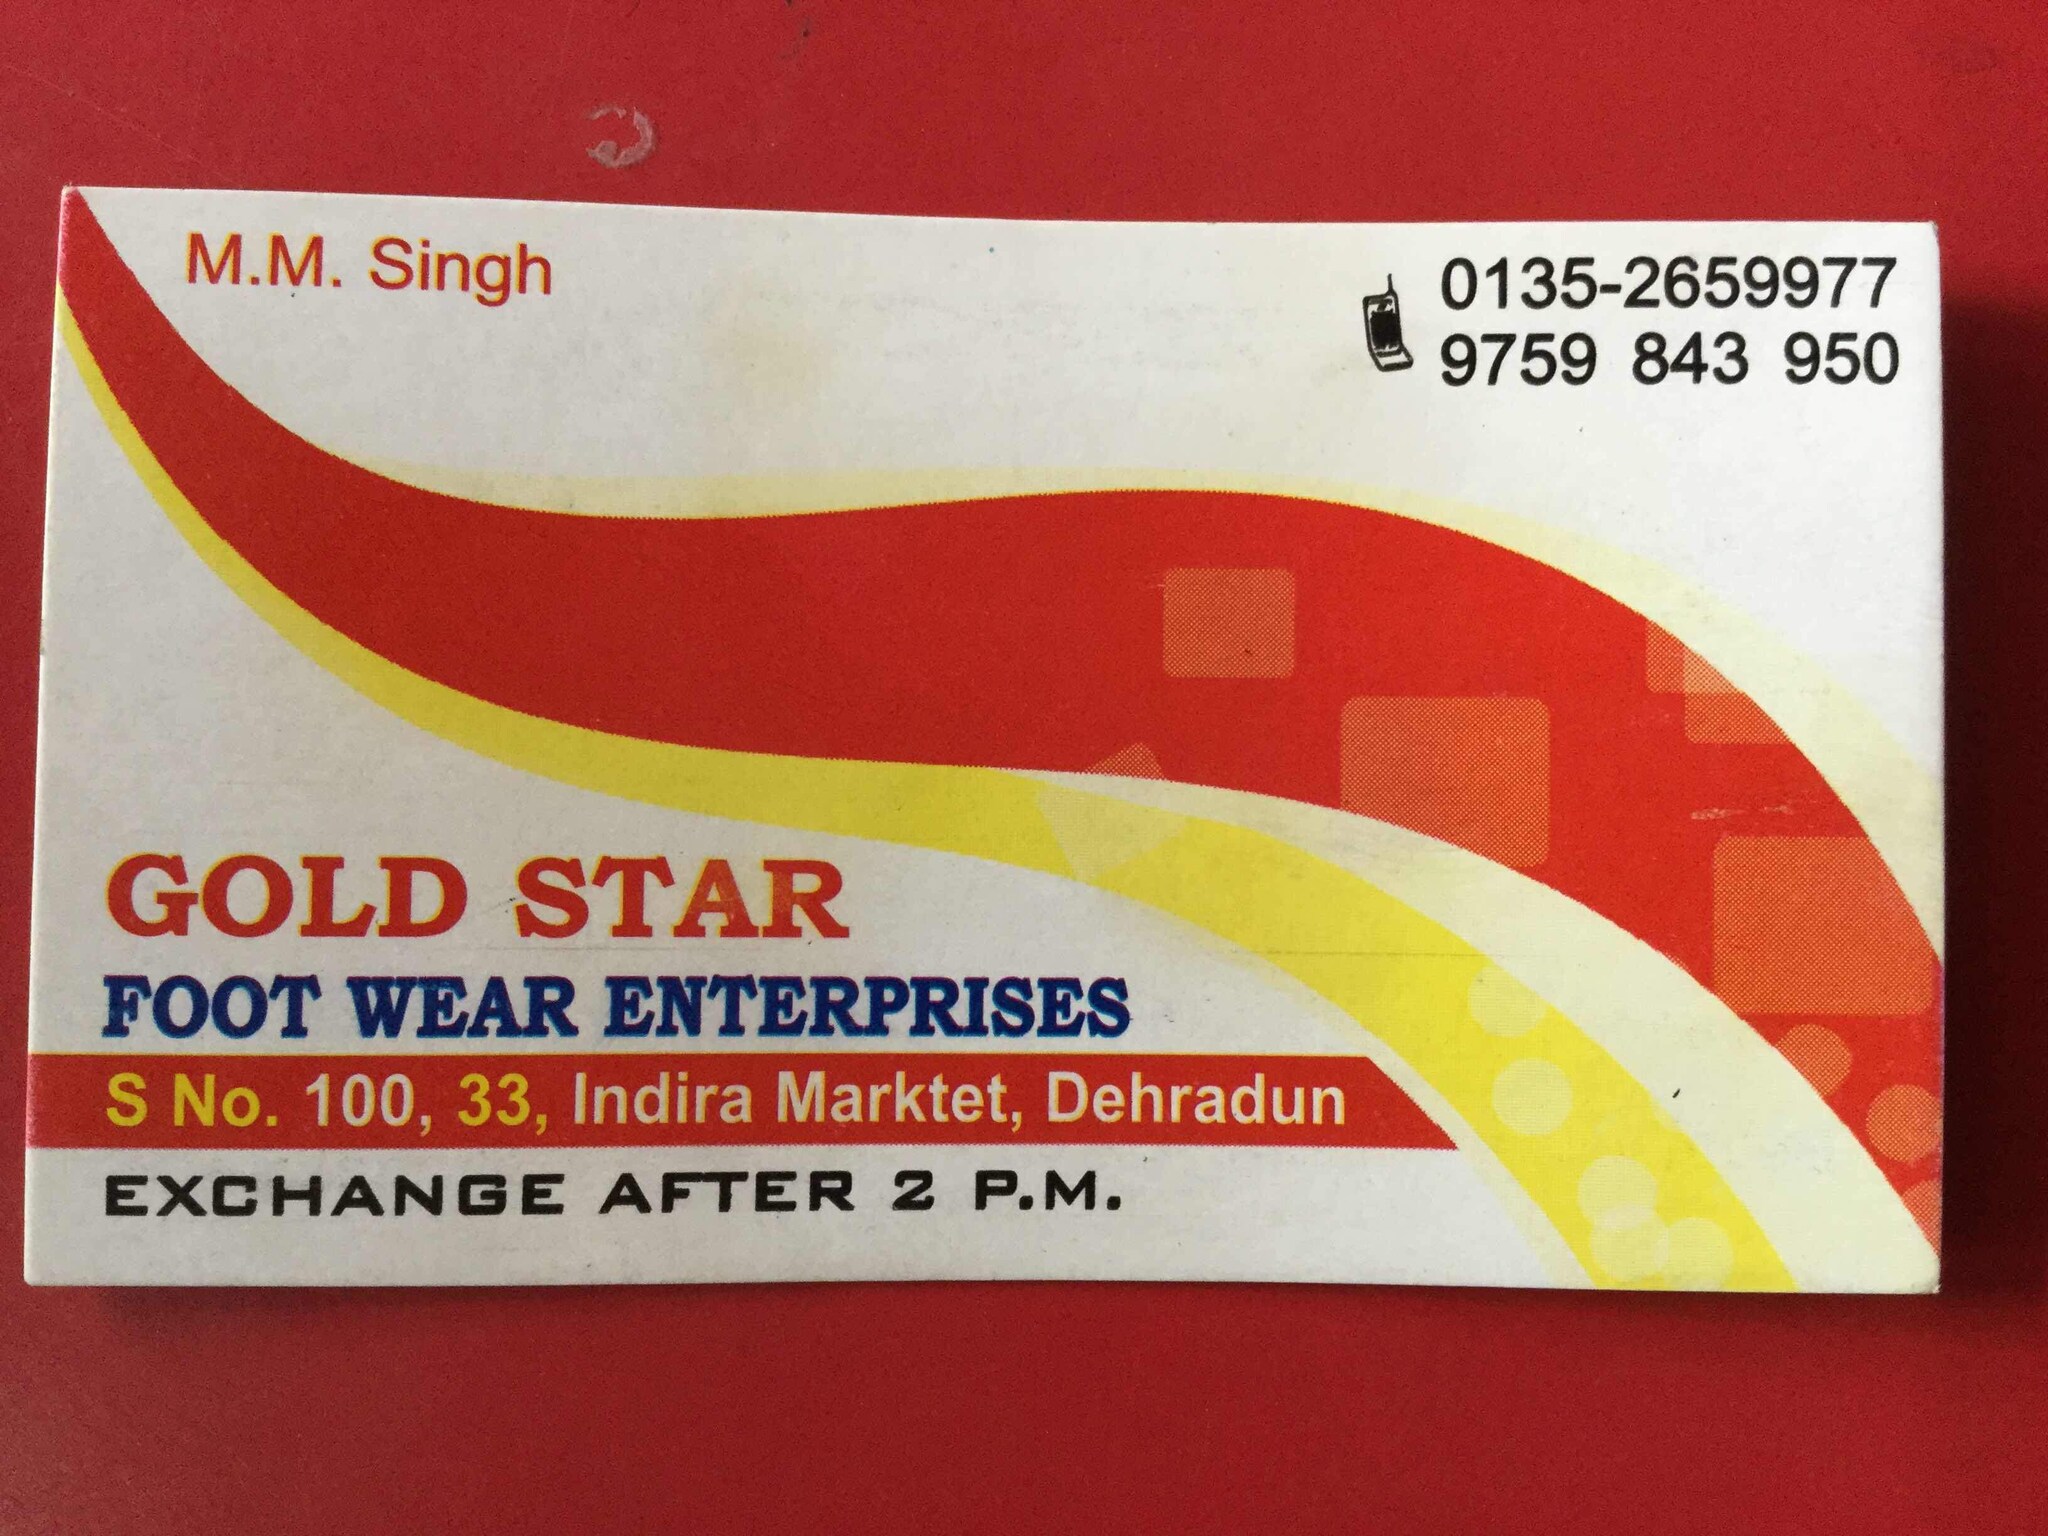 M.M. Singh
0135-2659977
9759 843 950
GOLD STAR
FOOT WEAR ENTERPRISES
S No. 100, 33, Indira Marktet, Dehradun
EXCHANGE AFTER 2 P.M.